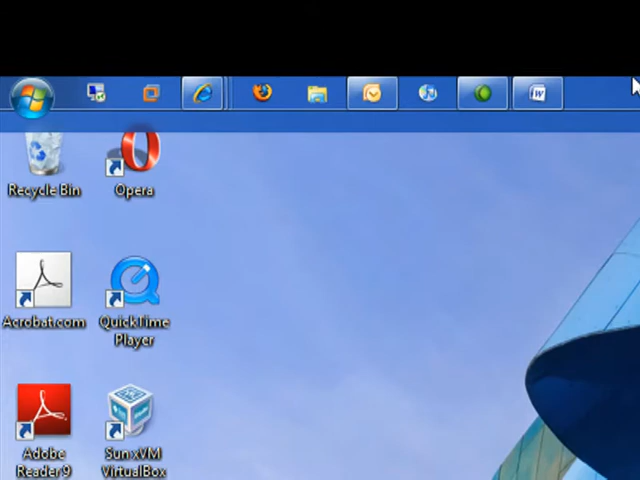 Recycle Bin
Opera
Acrobat.com
QuickTime
Player
Adobe
Reader 9
Sun xVM
VirtualBox